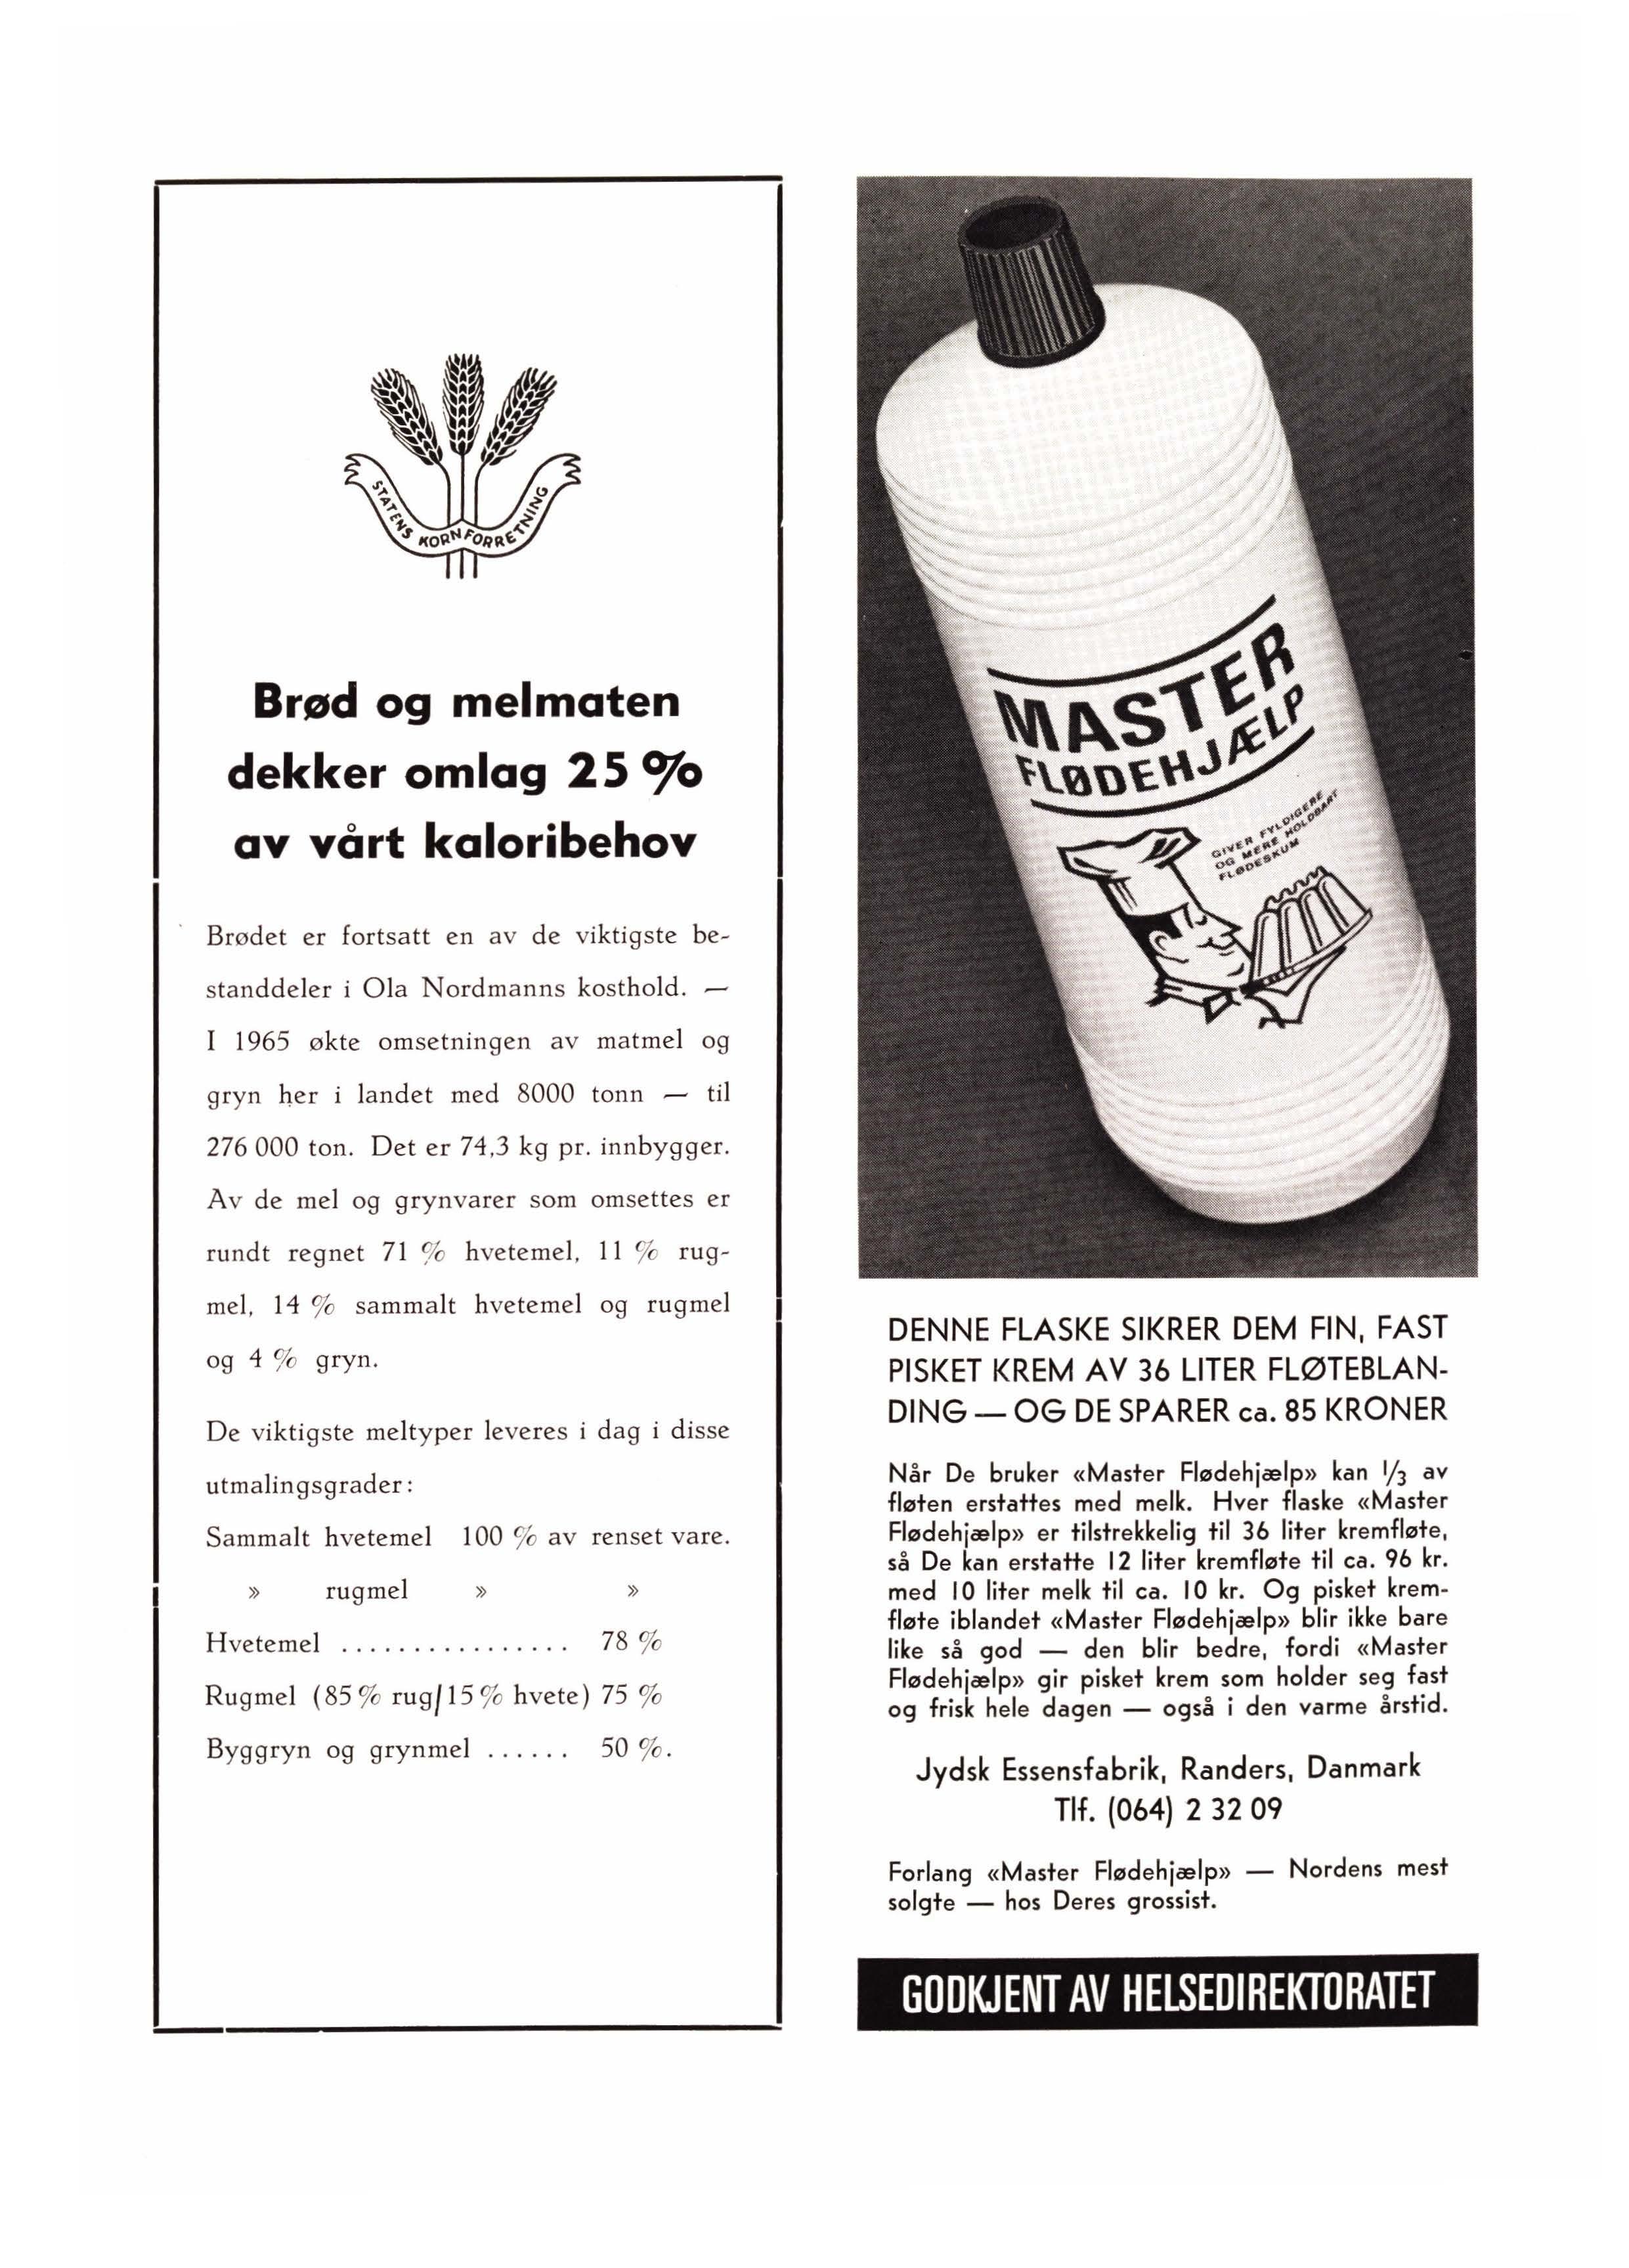 STATENS KORNFORRETNING
Brød og melmaten
dekker omlag 25 %
av vårt kaloribehov
Brødet er fortsatt en av de viktigste be-
standdeler i Ola Nordmanns kosthold. —
I 1965 økte omsetningen av matmel og
gryn her i landet med 8000 tonn — til
276 000 ton. Det er 74,3 kg pr. innbygger.
Av de mel og grynvarer som omsettes er
rundt regnet 71 % hvetemel, 11 % rug-
mel, 14 % sammalt hvetemel og rugmel
og 4 % gryn.
De viktigste meltyper leveres i dag i disse
utmalingsgrader:
Sammalt hvetemel 100 % av renset vare.
» rugmel » »
Hvetemel ................ 78 %
Rugmel (85 % rug/15 % hvete) 75 %
Byggryn og grynmel ...... 50 %.
MASTER
FLØDEHJÆLP
GIVER FYLDIGERE
OG MERE HOLDBART
FLØDESKUM
DENNE FLASKE SIKRER DEM FIN, FAST
PISKET KREM AV 36 LITER FLØTEBLAN-
DING — OG DE SPARER ca. 85 KRONER
Når De bruker «Master Flødehjælp» kan 1/3 av
fløten erstattes med melk. Hver flaske «Master
Flødehjælp» er tilstrekkelig til 36 liter kremfløte,
så De kan erstatte 12 liter kremfløte til ca. 96 kr.
med 10 liter melk til ca. 10 kr. Og pisket krem-
fløte iblandet «Master Flødehjælp» blir ikke bare
like så god — den blir bedre, fordi «Master
Flødehjælp» gir pisket krem som holder seg fast
og frisk hele dagen — også i den varme årstid.
Jydsk Essensfabrik, Randers, Danmark
Tlf. (064) 2 32 09
Forlang «Master Flødehjælp» — Nordens mest
solgte — hos Deres grossist.
GODKJENT AV HELSEDIREKTORATET